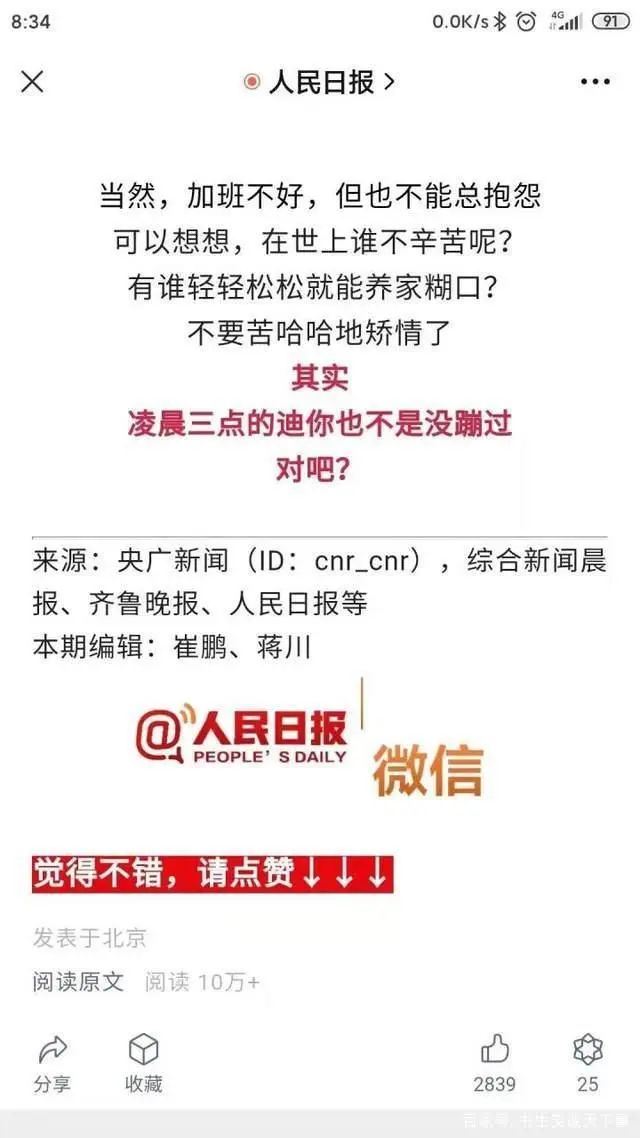 8:34
0.0K/s
4G
91
人民日报
当然，加班不好，但也不能总抱怨
可以想想，在世上谁不辛苦呢？
有谁轻轻松松就能养家糊口？
不要苦哈哈地矫情了
其实
凌晨三点的迪你也不是没蹦过
对吧？
来源：央广新闻（ID：cnr_cnr），综合新闻晨
报、齐鲁晚报、人民日报等
本期编辑：崔鹏、蒋川
@人民日报
PEOPLE'S DAILY
微信
觉得不错，请点赞↓↓↓
发表于北京
阅读原文 阅读 10万+
分享
收藏
2839
25